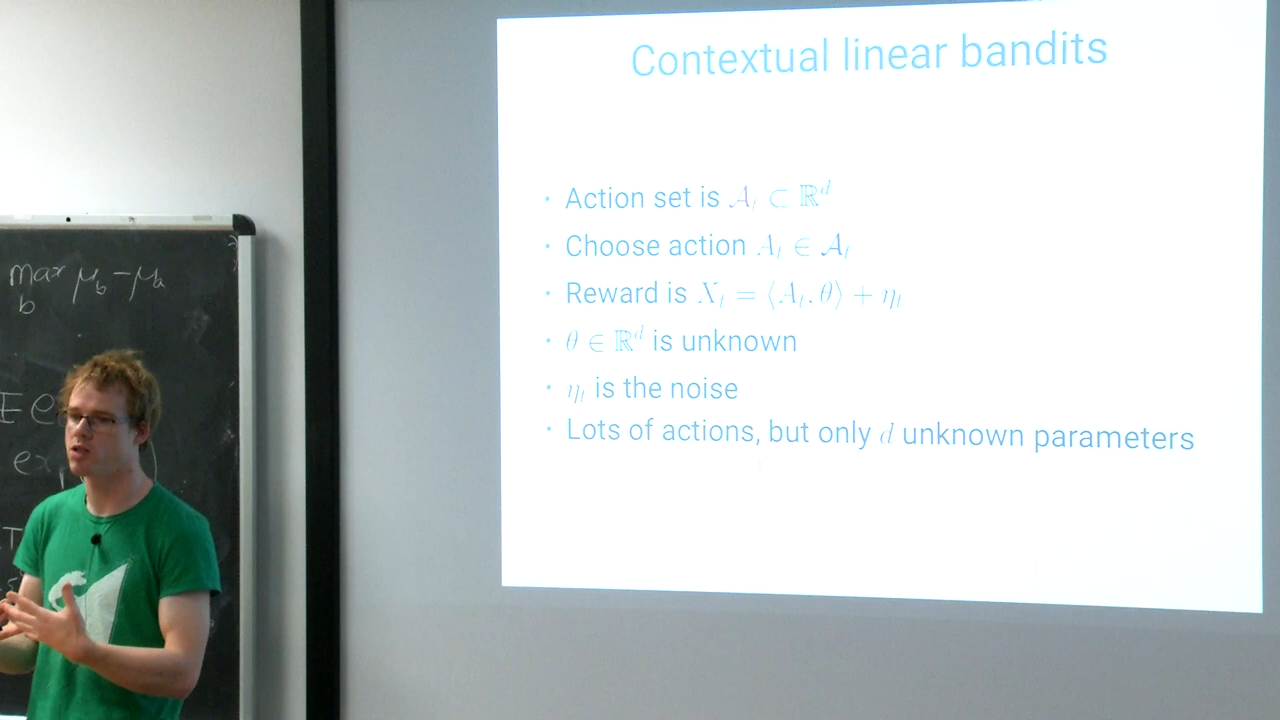 Contextual linear bandits
· Action set is 𝒜ₜ ⊂ ℝᵈ
· Choose action Aₜ ∈ 𝒜ₜ
· Reward is Xₜ = ⟨Aₜ, θ⟩ + ηₜ
· θ ∈ ℝᵈ is unknown
· ηₜ is the noise
· Lots of actions, but only d unknown parameters
max μ_b − μ_a
b